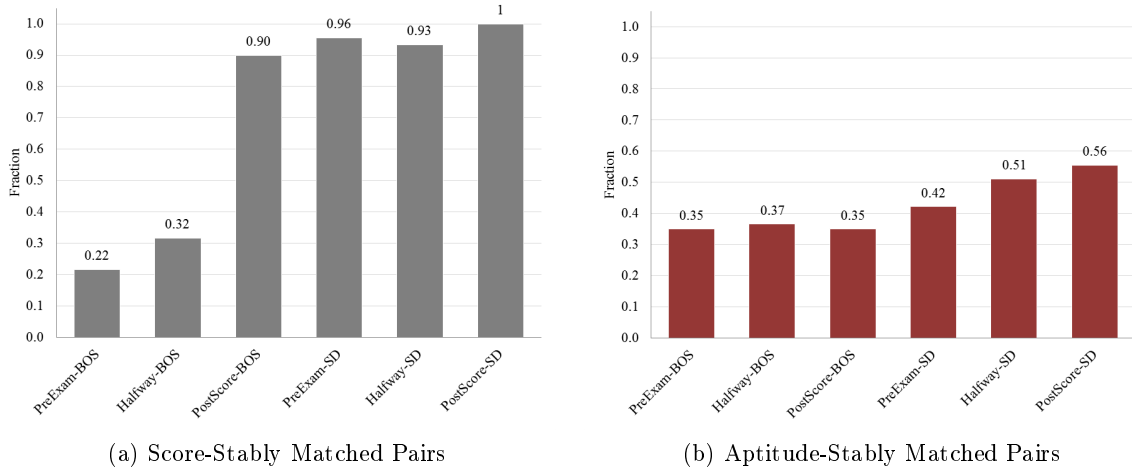 1.0
0.9
0.8
0.7
0.6
0.5
0.4
0.3
0.2
0.1
0.0
Fraction
0.22
0.32
0.90
0.96
0.93
1
PreExam-BOS
Halfway-BOS
PostScore-BOS
PreExam-SD
Halfway-SD
PostScore-SD
(a) Score-Stably Matched Pairs
1.0
0.9
0.8
0.7
0.6
0.5
0.4
0.3
0.2
0.1
0.0
Fraction
0.35
0.37
0.35
0.42
0.51
0.56
PreExam-BOS
Halfway-BOS
PostScore-BOS
PreExam-SD
Halfway-SD
PostScore-SD
(b) Aptitude-Stably Matched Pairs